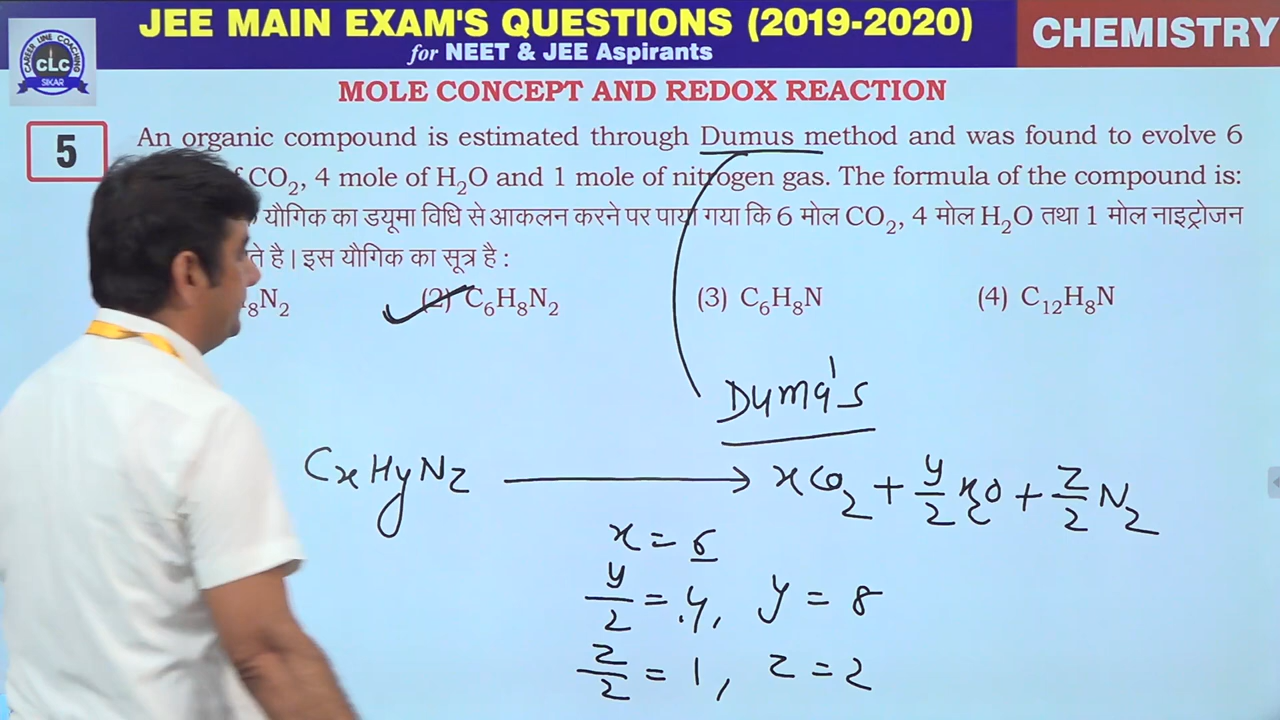 JEE MAIN EXAM'S QUESTIONS (2019-2020)
for NEET & JEE Aspirants
CHEMISTRY
CAREER LINE COACHING
CLC
SIKAR
MOLE CONCEPT AND REDOX REACTION
5
An organic compound is estimated through Dumus method and was found to evolve 6
CO₂, 4 mole of H₂O and 1 mole of nitrogen gas. The formula of the compound is:
यौगिक का डयूमा विधि से आकलन करने पर पाया गया कि 6 मोल CO₂, 4 मोल H₂O तथा 1 मोल नाइट्रोजन
है। इस यौगिक का सूत्र है :
₈N₂ (2) C₆H₈N₂ (3) C₆H₈N (4) C₁₂H₈N
Duma's
CxHyNz → xCO₂ + y/2 H₂O + z/2 N₂
x = 6
y/2 = 4, y = 8
z/2 = 1, z = 2